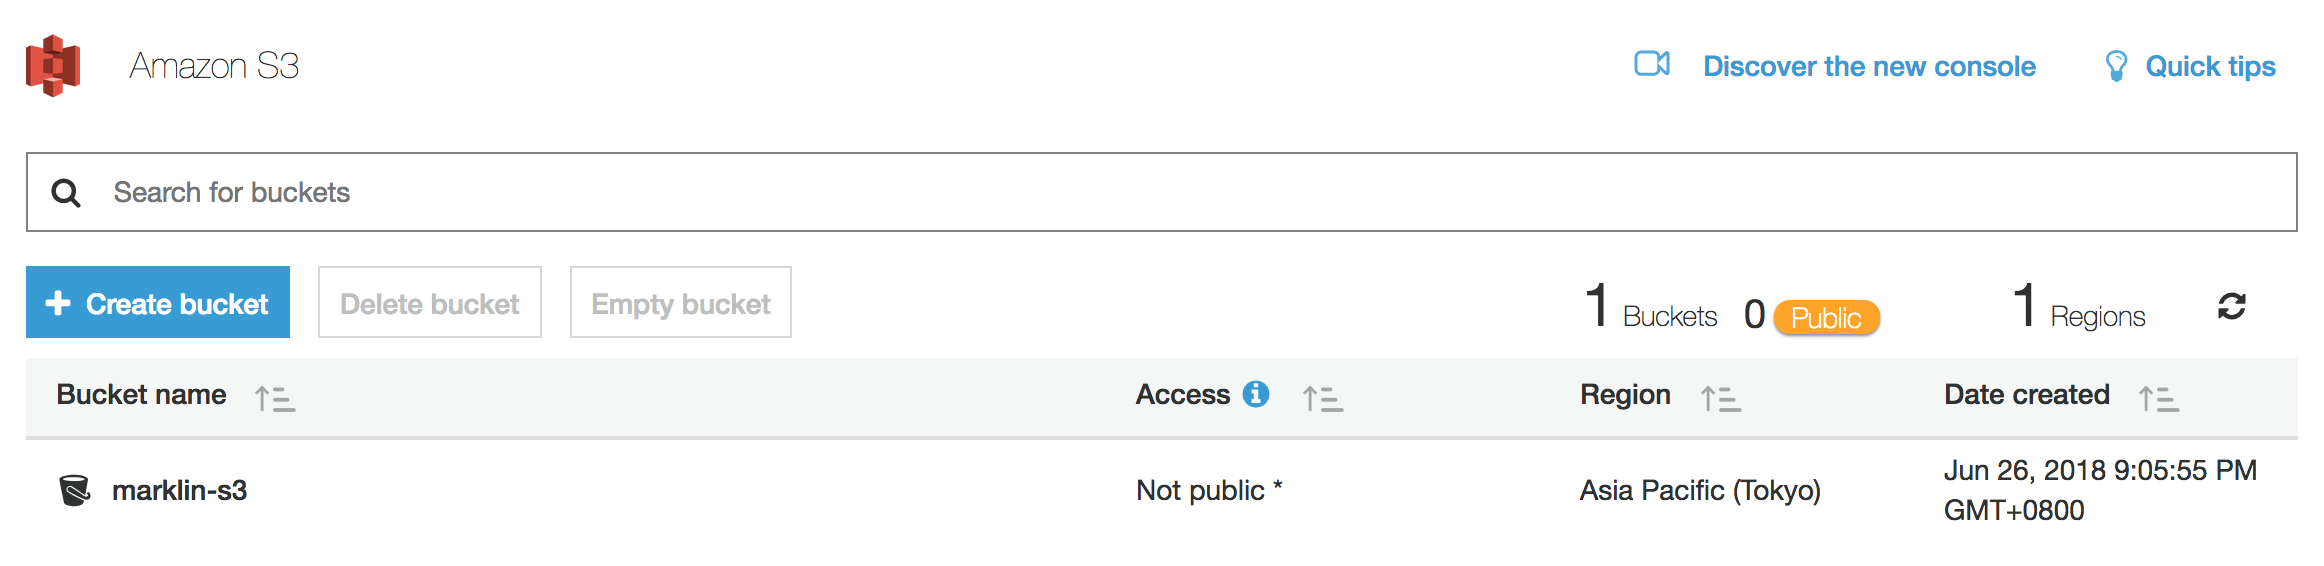 Amazon S3
Discover the new console
Quick tips
Search for buckets
Create bucket
Delete bucket
Empty bucket
1 Buckets
0 Public
1 Regions
Bucket name
Access
Region
Date created
marklin-s3
Not public *
Asia Pacific (Tokyo)
Jun 26, 2018 9:05:55 PM
GMT+0800